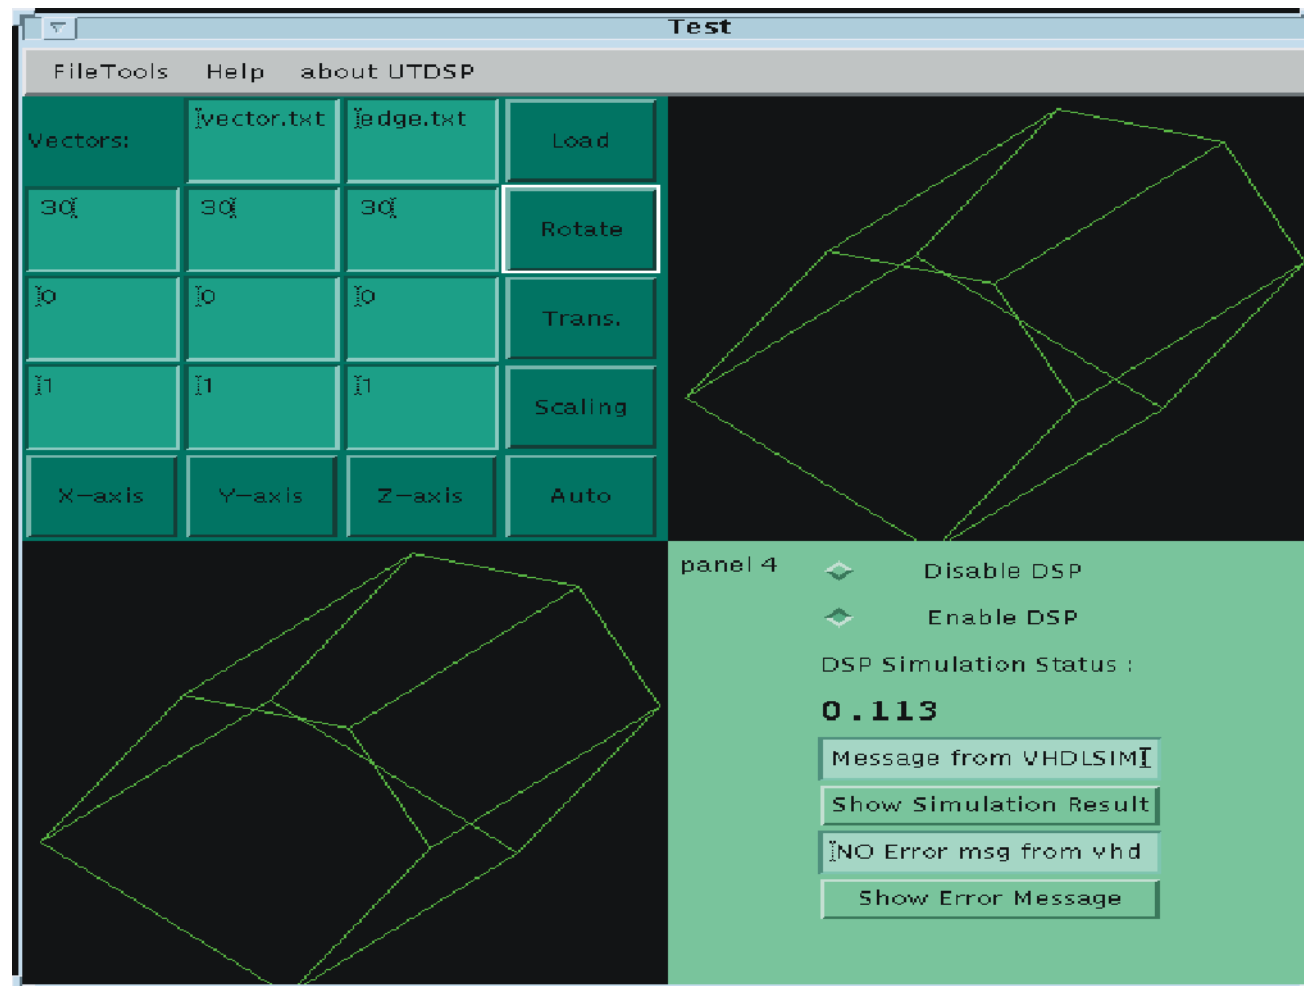 Test
FileTools Help about UTDSP
Vectors: vector.txt edge.txt Load
30 30 30 Rotate
0 0 0 Trans.
1 1 1 Scaling
X-axis Y-axis Z-axis Auto
panel 4
Disable DSP
Enable DSP
DSP Simulation Status :
0.113
Message from VHDLSIM
Show Simulation Result
NO Error msg from vhd
Show Error Message